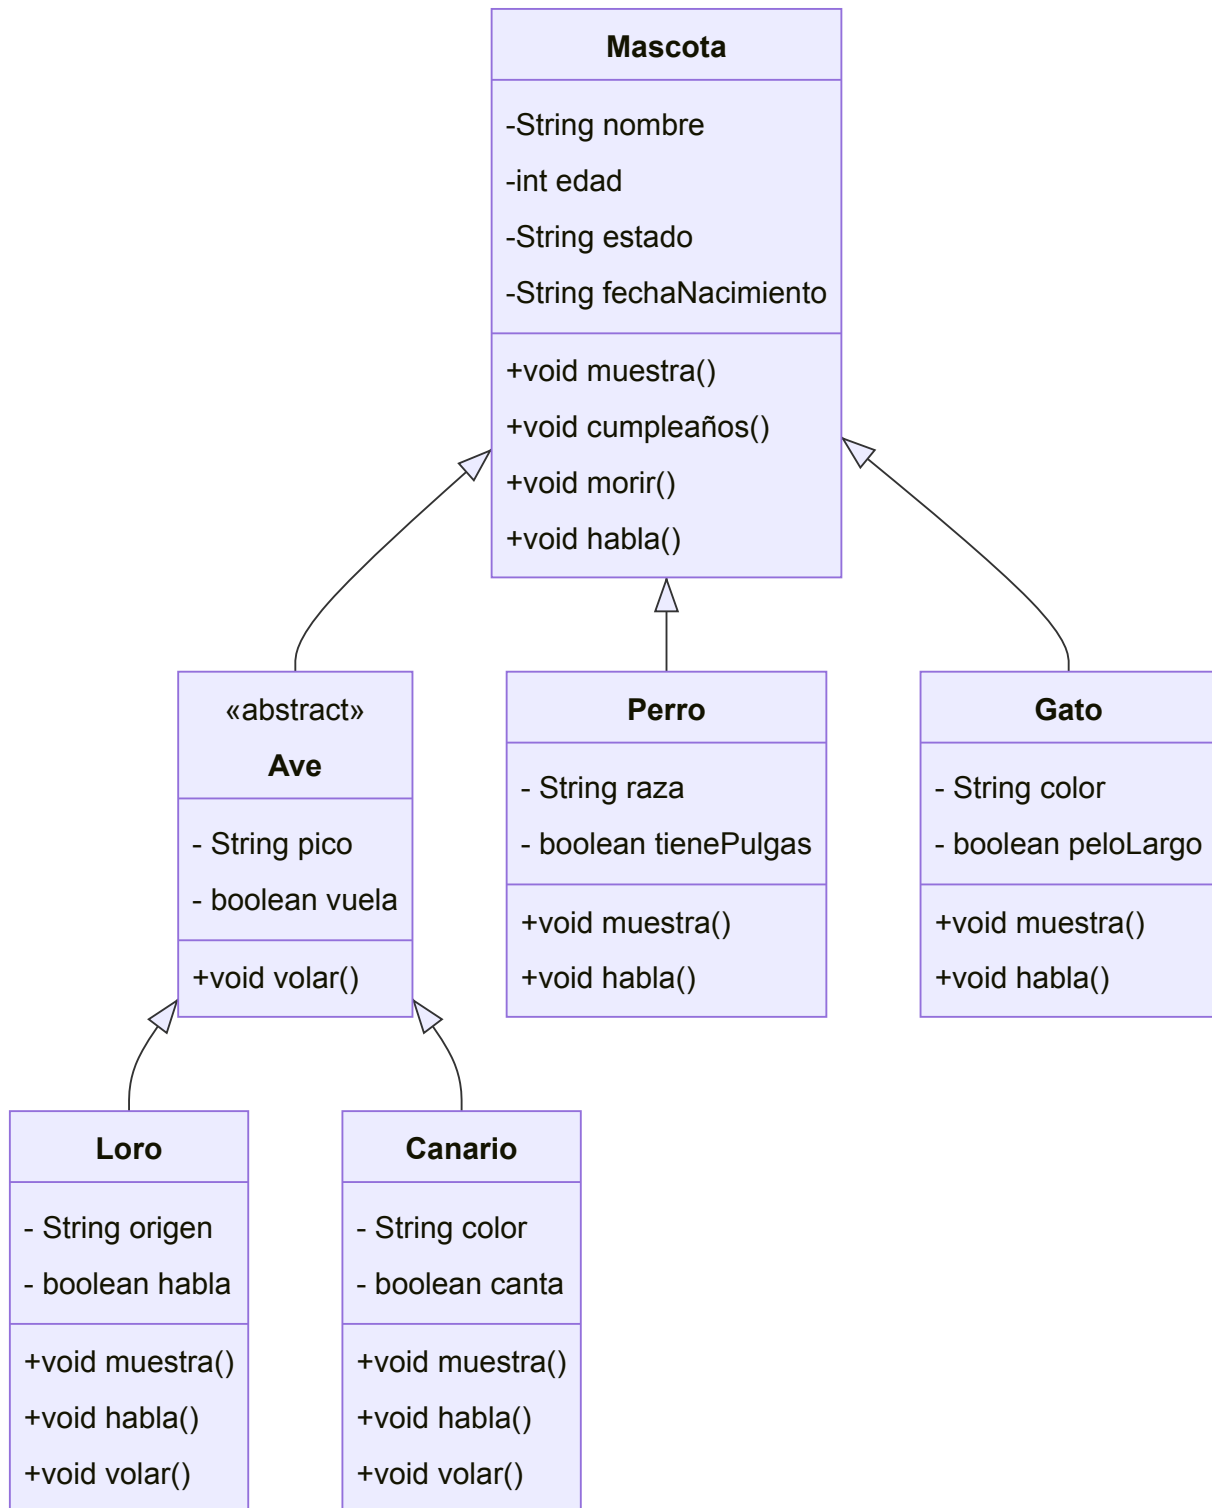 Mascota
-String nombre
-int edad
-String estado
-String fechaNacimiento
+void muestra()
+void cumpleaños()
+void morir()
+void habla()
«abstract»
Ave
- String pico
- boolean vuela
+void volar()
Perro
- String raza
- boolean tienePulgas
+void muestra()
+void habla()
Gato
- String color
- boolean peloLargo
+void muestra()
+void habla()
Loro
- String origen
- boolean habla
+void muestra()
+void habla()
+void volar()
Canario
- String color
- boolean canta
+void muestra()
+void habla()
+void volar()